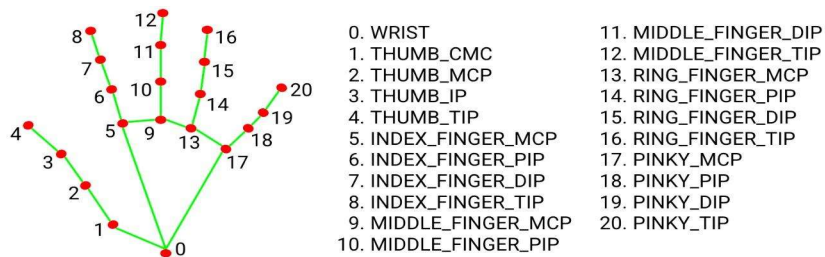 12
8
16
11
7
15
20
6
10
14
19
4
5
9
13
18
3
17
2
1
0
0. WRIST
1. THUMB_CMC
2. THUMB_MCP
3. THUMB_IP
4. THUMB_TIP
5. INDEX_FINGER_MCP
6. INDEX_FINGER_PIP
7. INDEX_FINGER_DIP
8. INDEX_FINGER_TIP
9. MIDDLE_FINGER_MCP
10. MIDDLE_FINGER_PIP
11. MIDDLE_FINGER_DIP
12. MIDDLE_FINGER_TIP
13. RING_FINGER_MCP
14. RING_FINGER_PIP
15. RING_FINGER_DIP
16. RING_FINGER_TIP
17. PINKY_MCP
18. PINKY_PIP
19. PINKY_DIP
20. PINKY_TIP